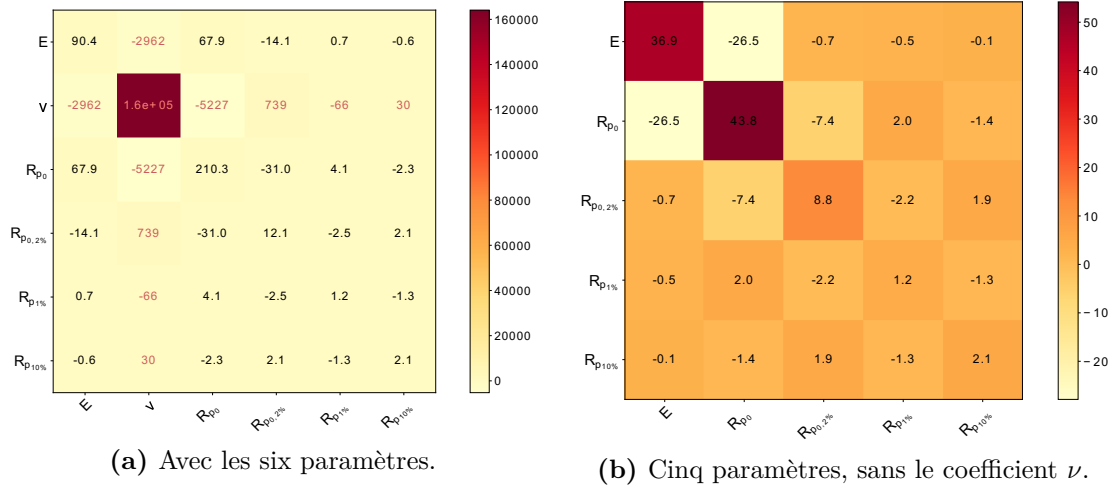 E 90.4 -2962 67.9 -14.1 0.7 -0.6
ν -2962 1.6e+05 -5227 739 -66 30
Rp0 67.9 -5227 210.3 -31.0 4.1 -2.3
Rp0,2% -14.1 739 -31.0 12.1 -2.5 2.1
Rp1% 0.7 -66 4.1 -2.5 1.2 -1.3
Rp10% -0.6 30 -2.3 2.1 -1.3 2.1
E ν Rp0 Rp0,2% Rp1% Rp10%
160000
140000
120000
100000
80000
60000
40000
20000
0
(a) Avec les six paramètres.
E 36.9 -26.5 -0.7 -0.5 -0.1
Rp0 -26.5 43.8 -7.4 2.0 -1.4
Rp0,2% -0.7 -7.4 8.8 -2.2 1.9
Rp1% -0.5 2.0 -2.2 1.2 -1.3
Rp10% -0.1 -1.4 1.9 -1.3 2.1
E Rp0 Rp0,2% Rp1% Rp10%
50
40
30
20
10
0
−10
−20
(b) Cinq paramètres, sans le coefficient ν.